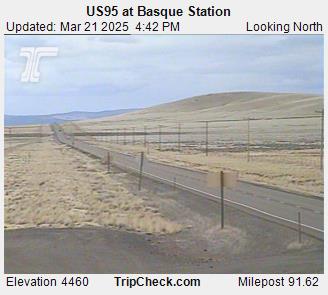 US95 at Basque Station
Updated: Mar 21 2025 4:42 PM Looking North
Elevation 4460 TripCheck.com Milepost 91.62